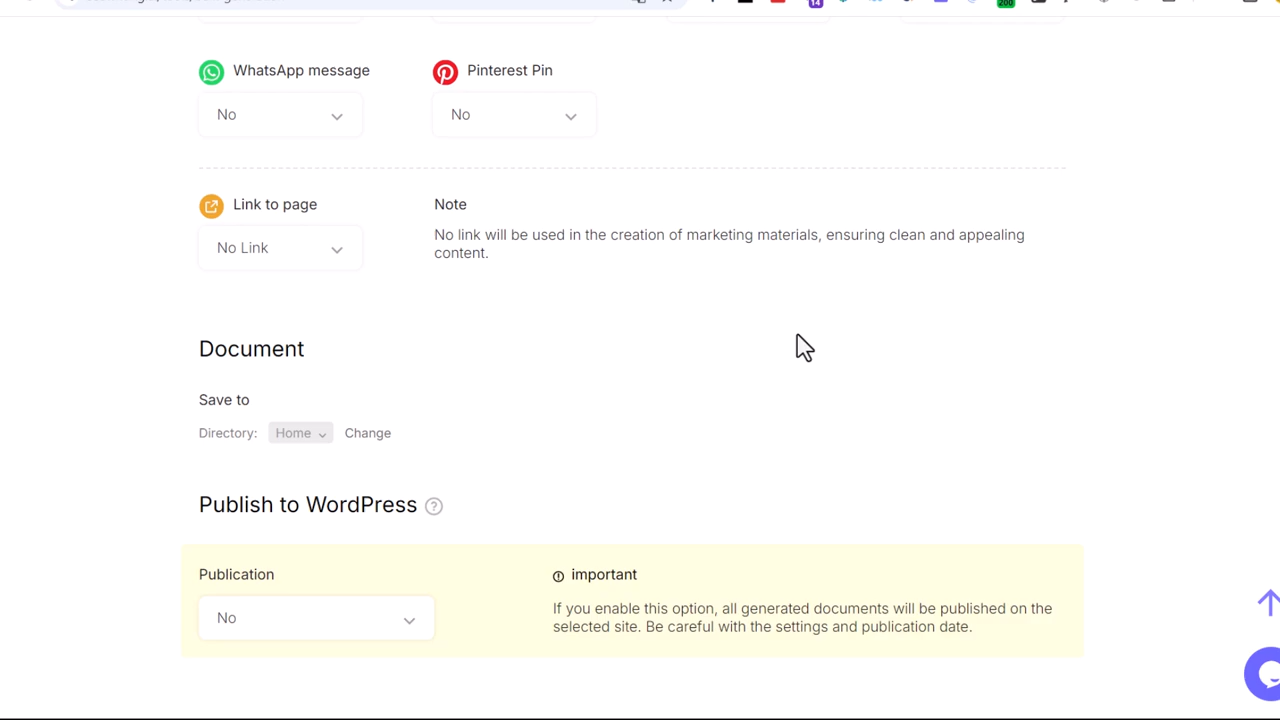 14
200
WhatsApp message
Pinterest Pin
No
No
Link to page
Note
No Link
No link will be used in the creation of marketing materials, ensuring clean and appealing
content.
Document
Save to
Directory: Home Change
Publish to WordPress ?
Publication
important
No
If you enable this option, all generated documents will be published on the
selected site. Be careful with the settings and publication date.